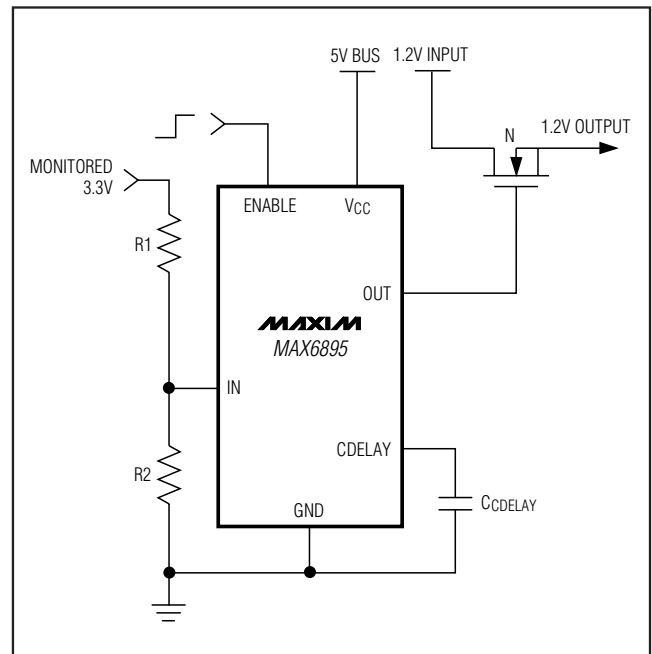 5V BUS
1.2V INPUT
N
1.2V OUTPUT
MONITORED
3.3V
ENABLE
VCC
R1
OUT
MAXIM
MAX6895
IN
CDELAY
R2
CCDELAY
GND